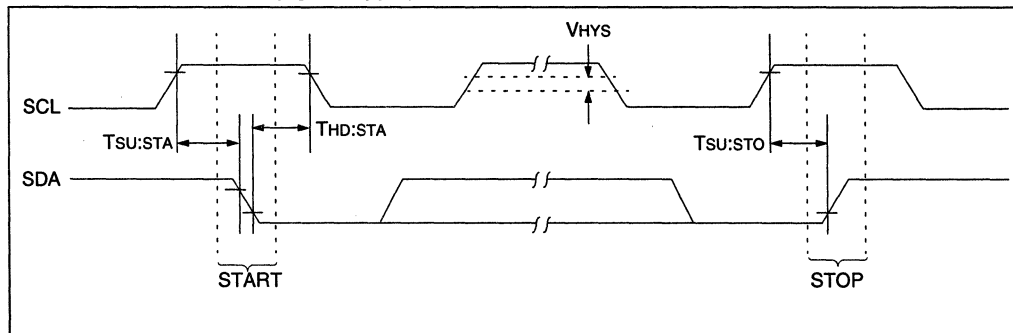 VHYS
SCL
TSU:STA
THD:STA
TSU:STO
SDA
START
STOP